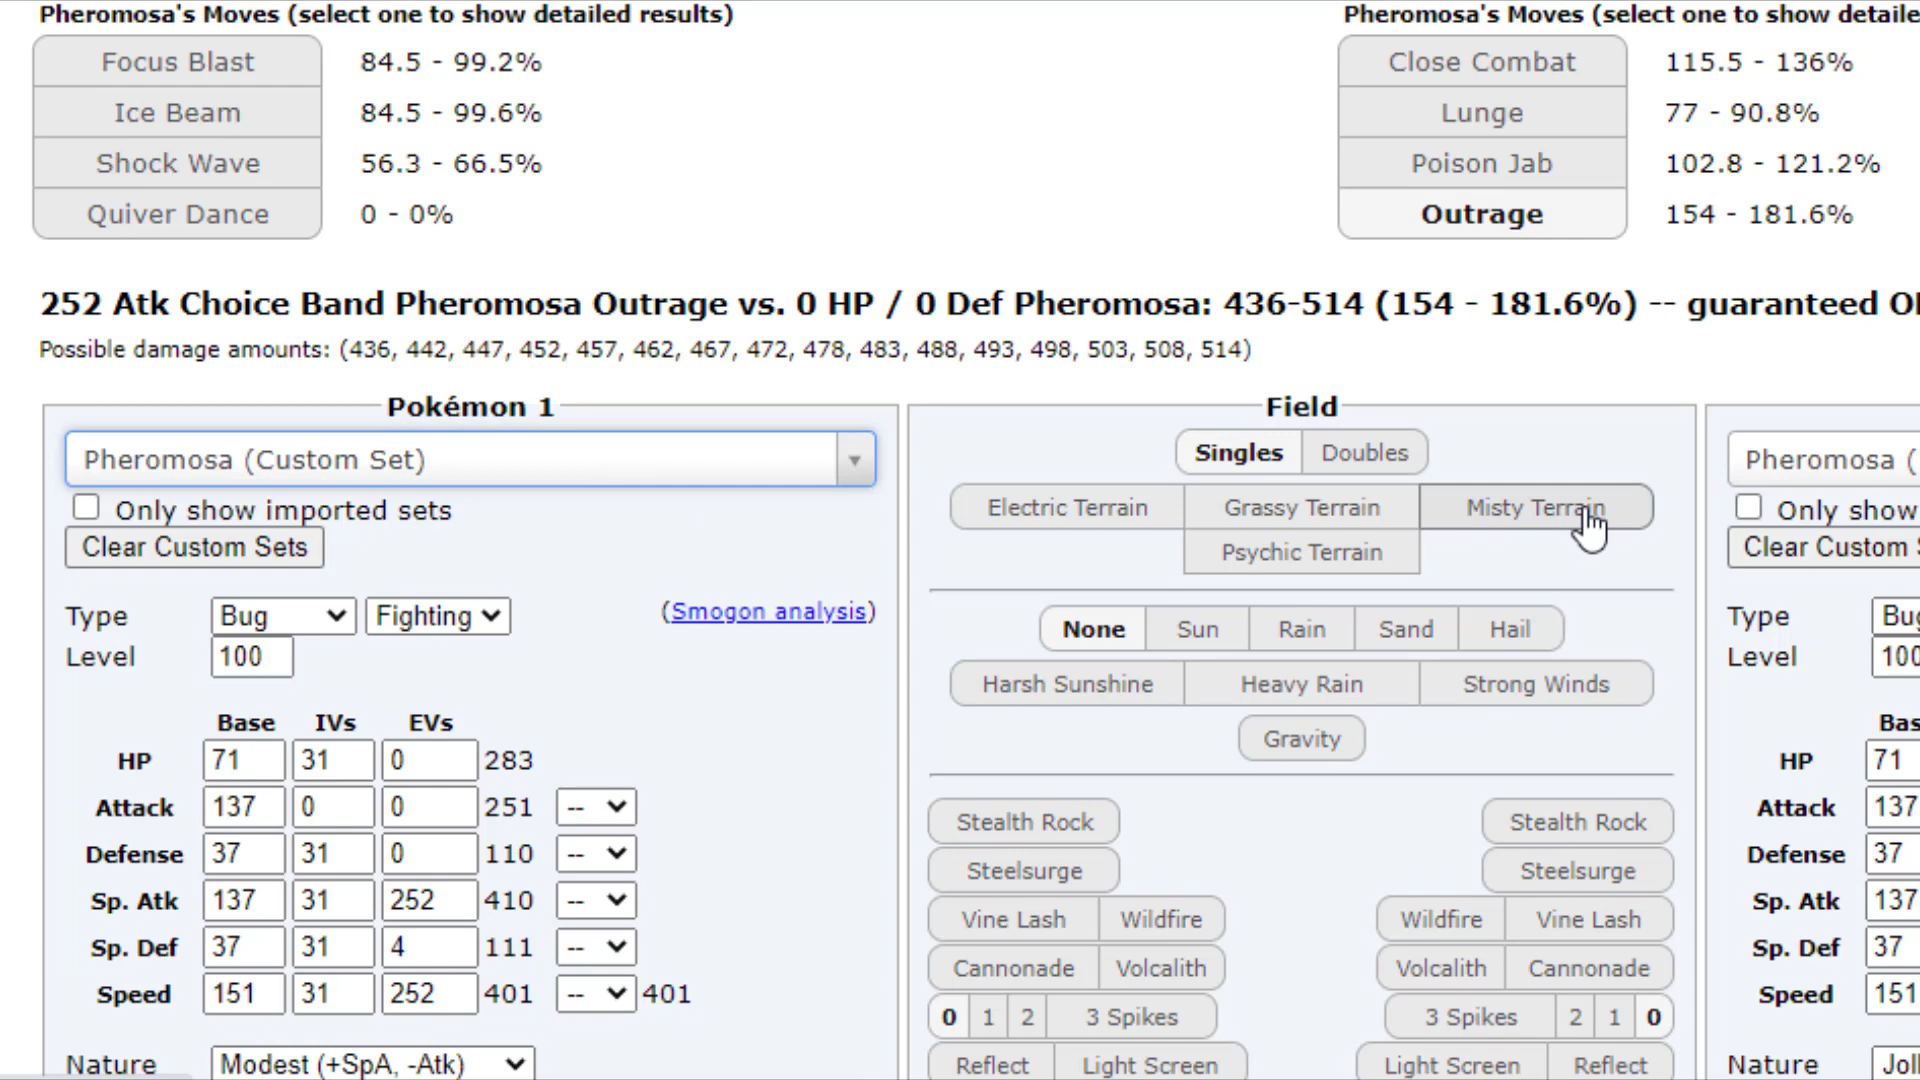 Pheromosa's Moves (select one to show detailed results)
Focus Blast 84.5 - 99.2%
Ice Beam 84.5 - 99.6%
Shock Wave 56.3 - 66.5%
Quiver Dance 0 - 0%
Pheromosa's Moves (select one to show detaile
Close Combat 115.5 - 136%
Lunge 77 - 90.8%
Poison Jab 102.8 - 121.2%
Outrage 154 - 181.6%
252 Atk Choice Band Pheromosa Outrage vs. 0 HP / 0 Def Pheromosa: 436-514 (154 - 181.6%) -- guaranteed O
Possible damage amounts: (436, 442, 447, 452, 457, 462, 467, 472, 478, 483, 488, 493, 498, 503, 508, 514)
Pokémon 1
Pheromosa (Custom Set)
Only show imported sets
Clear Custom Sets
Type Bug Fighting (Smogon analysis)
Level 100
Base IVs EVs
HP 71 31 0 283
Attack 137 0 0 251 --
Defense 37 31 0 110 --
Sp. Atk 137 31 252 410 --
Sp. Def 37 31 4 111 --
Speed 151 31 252 401 -- 401
Nature Modest (+SpA, -Atk)
Field
Singles Doubles
Electric Terrain Grassy Terrain Misty Terrain
Psychic Terrain
None Sun Rain Sand Hail
Harsh Sunshine Heavy Rain Strong Winds
Gravity
Stealth Rock Stealth Rock
Steelsurge Steelsurge
Vine Lash Wildfire Wildfire Vine Lash
Cannonade Volcalith Volcalith Cannonade
0 1 2 3 Spikes 3 Spikes 2 1 0
Reflect Light Screen Light Screen Reflect
Pheromosa (
Only show
Clear Custom S
Type Bug
Level 100
Bas
HP 71
Attack 137
Defense 37
Sp. Atk 137
Sp. Def 37
Speed 151
Nature Joll